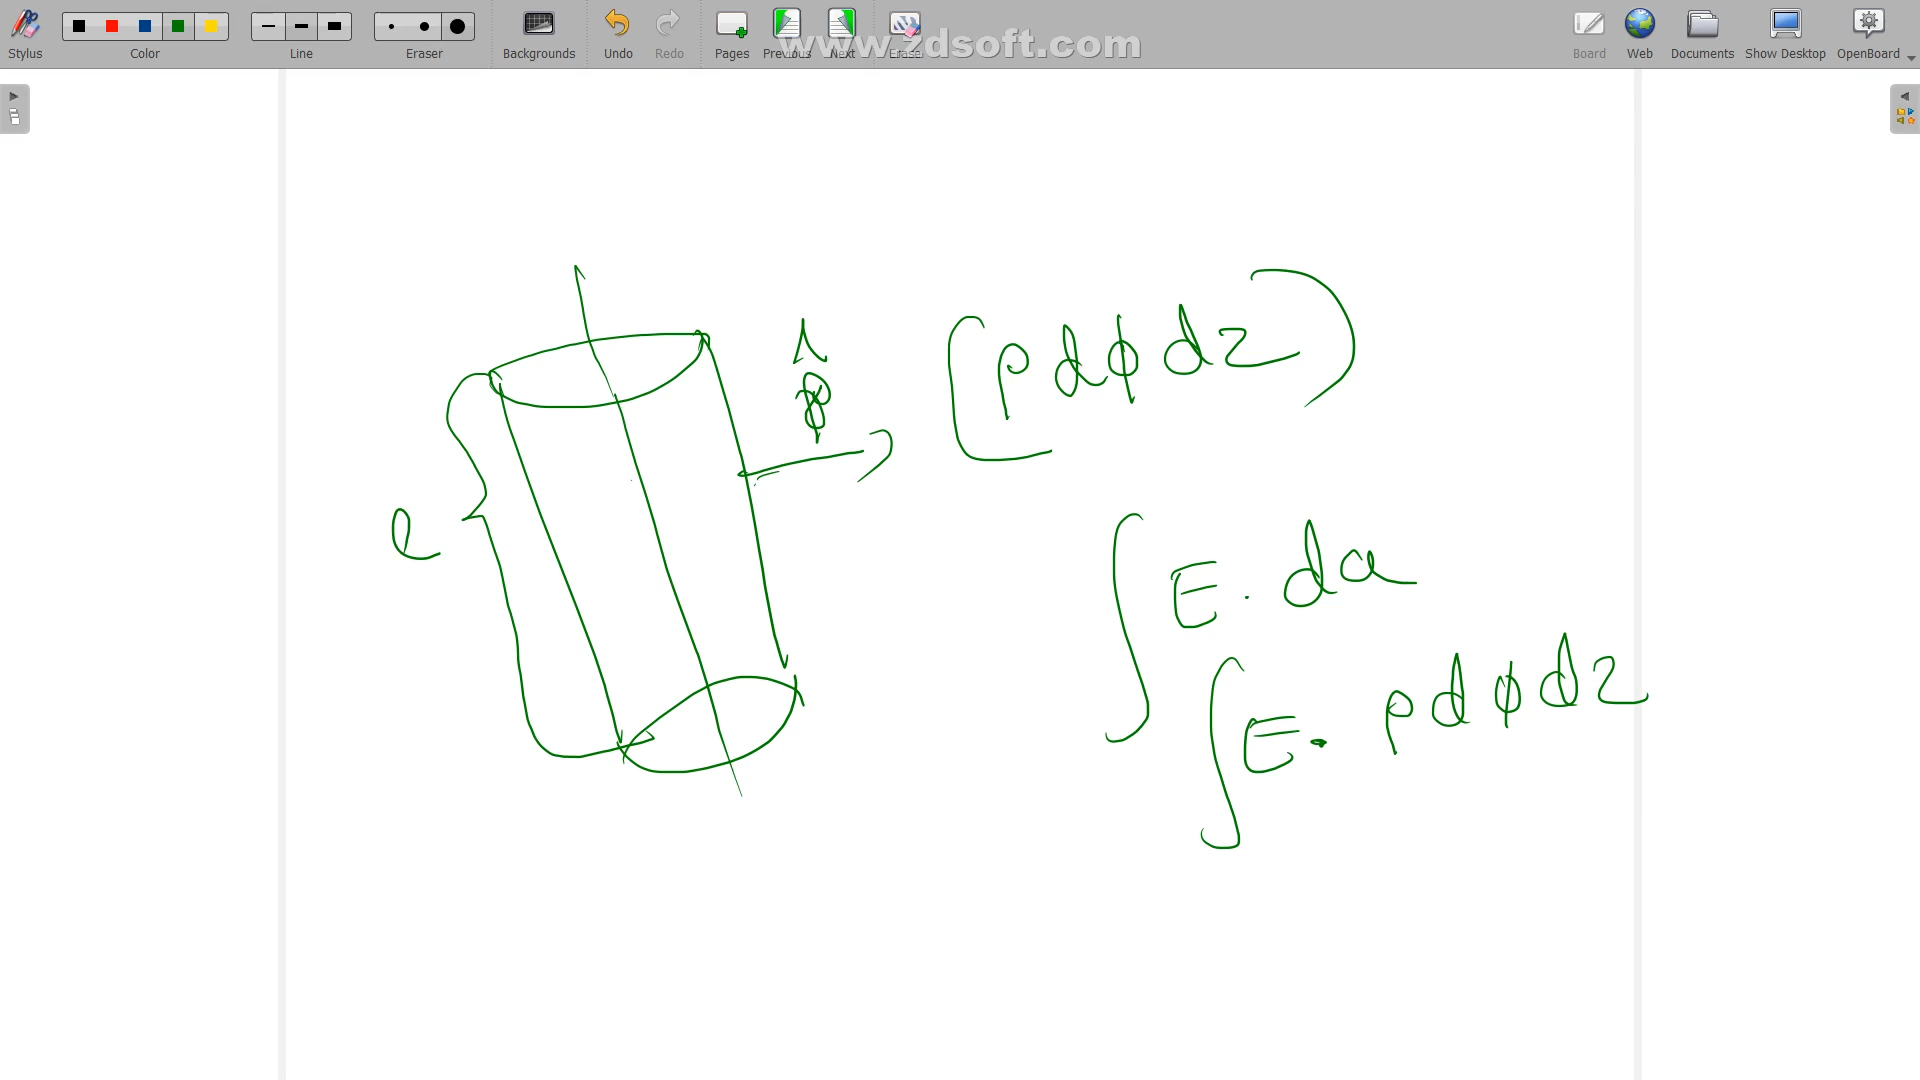 www.zdsoft.com
Stylus Color Line Eraser Backgrounds Undo Redo Pages Previous Next Erase Board Web Documents Show Desktop OpenBoard
(ρ dϕ dz)
l
∫ E · da
∫ E · ρ dϕ dz